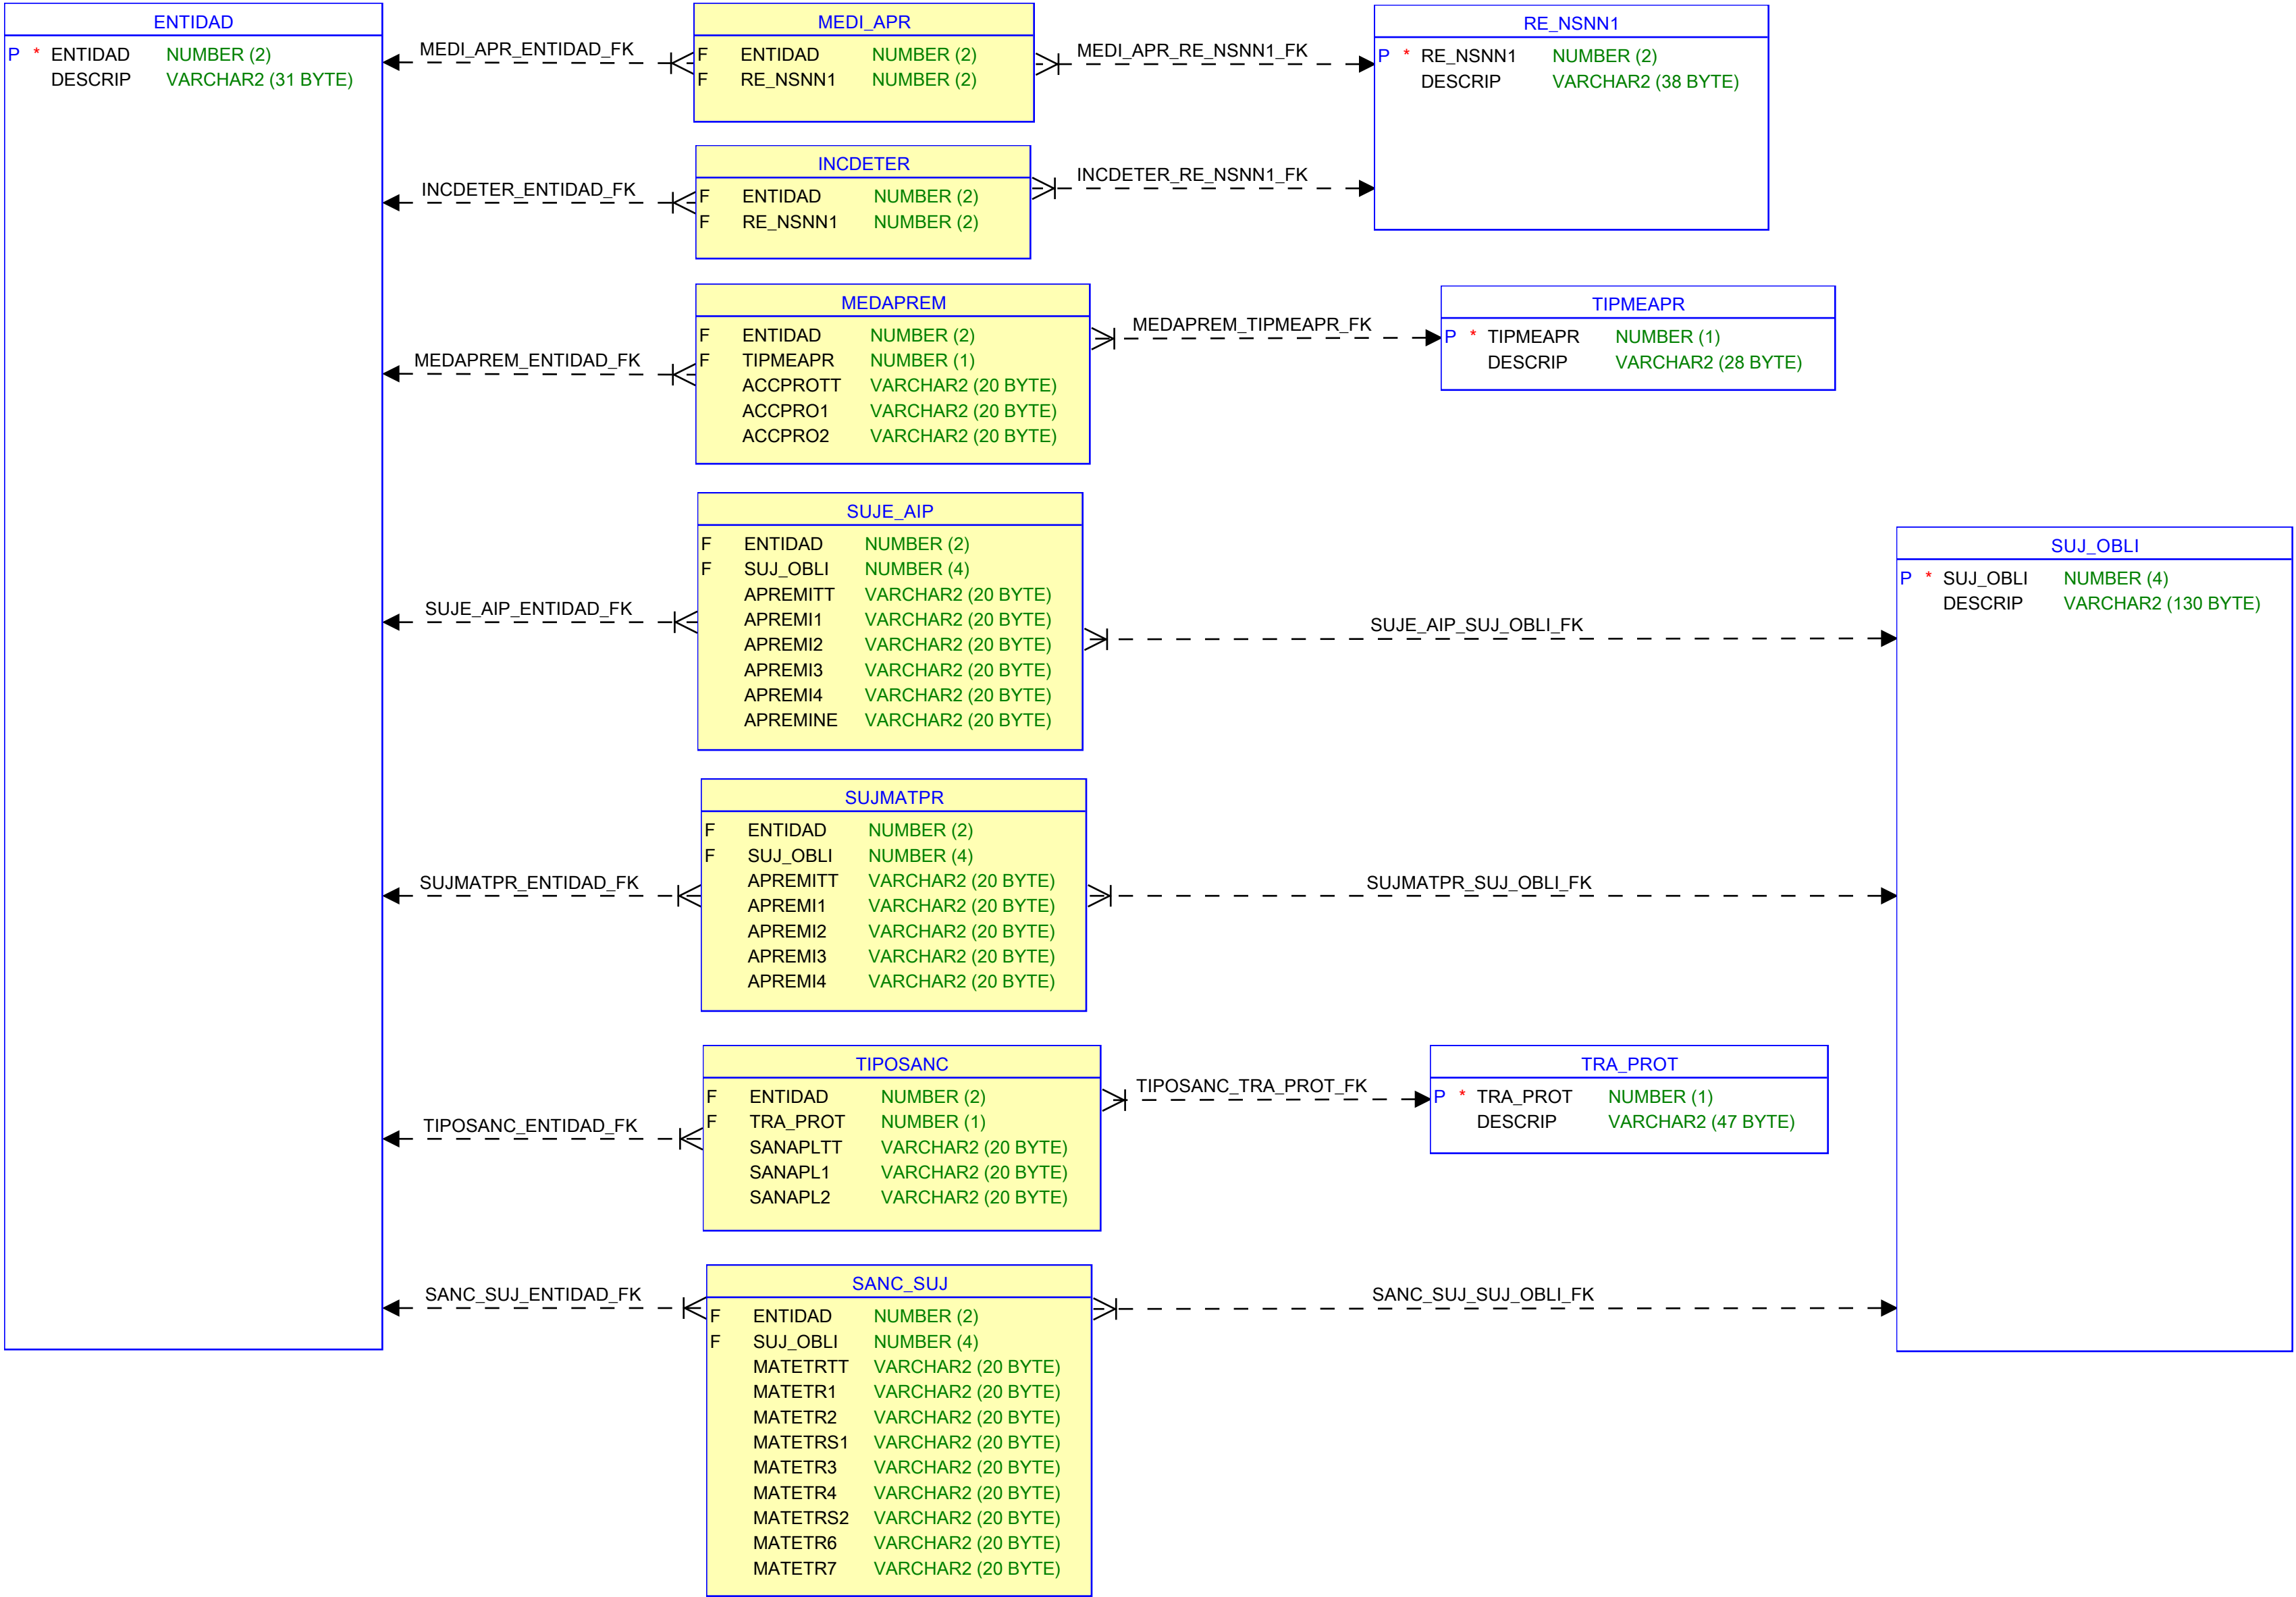 ENTIDAD
P * ENTIDAD NUMBER (2)
DESCRIP VARCHAR2 (31 BYTE)
MEDI_APR_ENTIDAD_FK
MEDI_APR
F ENTIDAD NUMBER (2)
F RE_NSNN1 NUMBER (2)
MEDI_APR_RE_NSNN1_FK
RE_NSNN1
P * RE_NSNN1 NUMBER (2)
DESCRIP VARCHAR2 (38 BYTE)
INCDETER_ENTIDAD_FK
INCDETER
F ENTIDAD NUMBER (2)
F RE_NSNN1 NUMBER (2)
INCDETER_RE_NSNN1_FK
MEDAPREM_ENTIDAD_FK
MEDAPREM
F ENTIDAD NUMBER (2)
F TIPMEAPR NUMBER (1)
ACCPROTT VARCHAR2 (20 BYTE)
ACCPRO1 VARCHAR2 (20 BYTE)
ACCPRO2 VARCHAR2 (20 BYTE)
MEDAPREM_TIPMEAPR_FK
TIPMEAPR
P * TIPMEAPR NUMBER (1)
DESCRIP VARCHAR2 (28 BYTE)
SUJE_AIP_ENTIDAD_FK
SUJE_AIP
F ENTIDAD NUMBER (2)
F SUJ_OBLI NUMBER (4)
APREMITT VARCHAR2 (20 BYTE)
APREMI1 VARCHAR2 (20 BYTE)
APREMI2 VARCHAR2 (20 BYTE)
APREMI3 VARCHAR2 (20 BYTE)
APREMI4 VARCHAR2 (20 BYTE)
APREMINE VARCHAR2 (20 BYTE)
SUJE_AIP_SUJ_OBLI_FK
SUJ_OBLI
P * SUJ_OBLI NUMBER (4)
DESCRIP VARCHAR2 (130 BYTE)
SUJMATPR_ENTIDAD_FK
SUJMATPR
F ENTIDAD NUMBER (2)
F SUJ_OBLI NUMBER (4)
APREMITT VARCHAR2 (20 BYTE)
APREMI1 VARCHAR2 (20 BYTE)
APREMI2 VARCHAR2 (20 BYTE)
APREMI3 VARCHAR2 (20 BYTE)
APREMI4 VARCHAR2 (20 BYTE)
SUJMATPR_SUJ_OBLI_FK
TIPOSANC_ENTIDAD_FK
TIPOSANC
F ENTIDAD NUMBER (2)
F TRA_PROT NUMBER (1)
SANAPLTT VARCHAR2 (20 BYTE)
SANAPL1 VARCHAR2 (20 BYTE)
SANAPL2 VARCHAR2 (20 BYTE)
TIPOSANC_TRA_PROT_FK
TRA_PROT
P * TRA_PROT NUMBER (1)
DESCRIP VARCHAR2 (47 BYTE)
SANC_SUJ_ENTIDAD_FK
SANC_SUJ
F ENTIDAD NUMBER (2)
F SUJ_OBLI NUMBER (4)
MATETRTT VARCHAR2 (20 BYTE)
MATETR1 VARCHAR2 (20 BYTE)
MATETR2 VARCHAR2 (20 BYTE)
MATETRS1 VARCHAR2 (20 BYTE)
MATETR3 VARCHAR2 (20 BYTE)
MATETR4 VARCHAR2 (20 BYTE)
MATETRS2 VARCHAR2 (20 BYTE)
MATETR6 VARCHAR2 (20 BYTE)
MATETR7 VARCHAR2 (20 BYTE)
SANC_SUJ_SUJ_OBLI_FK